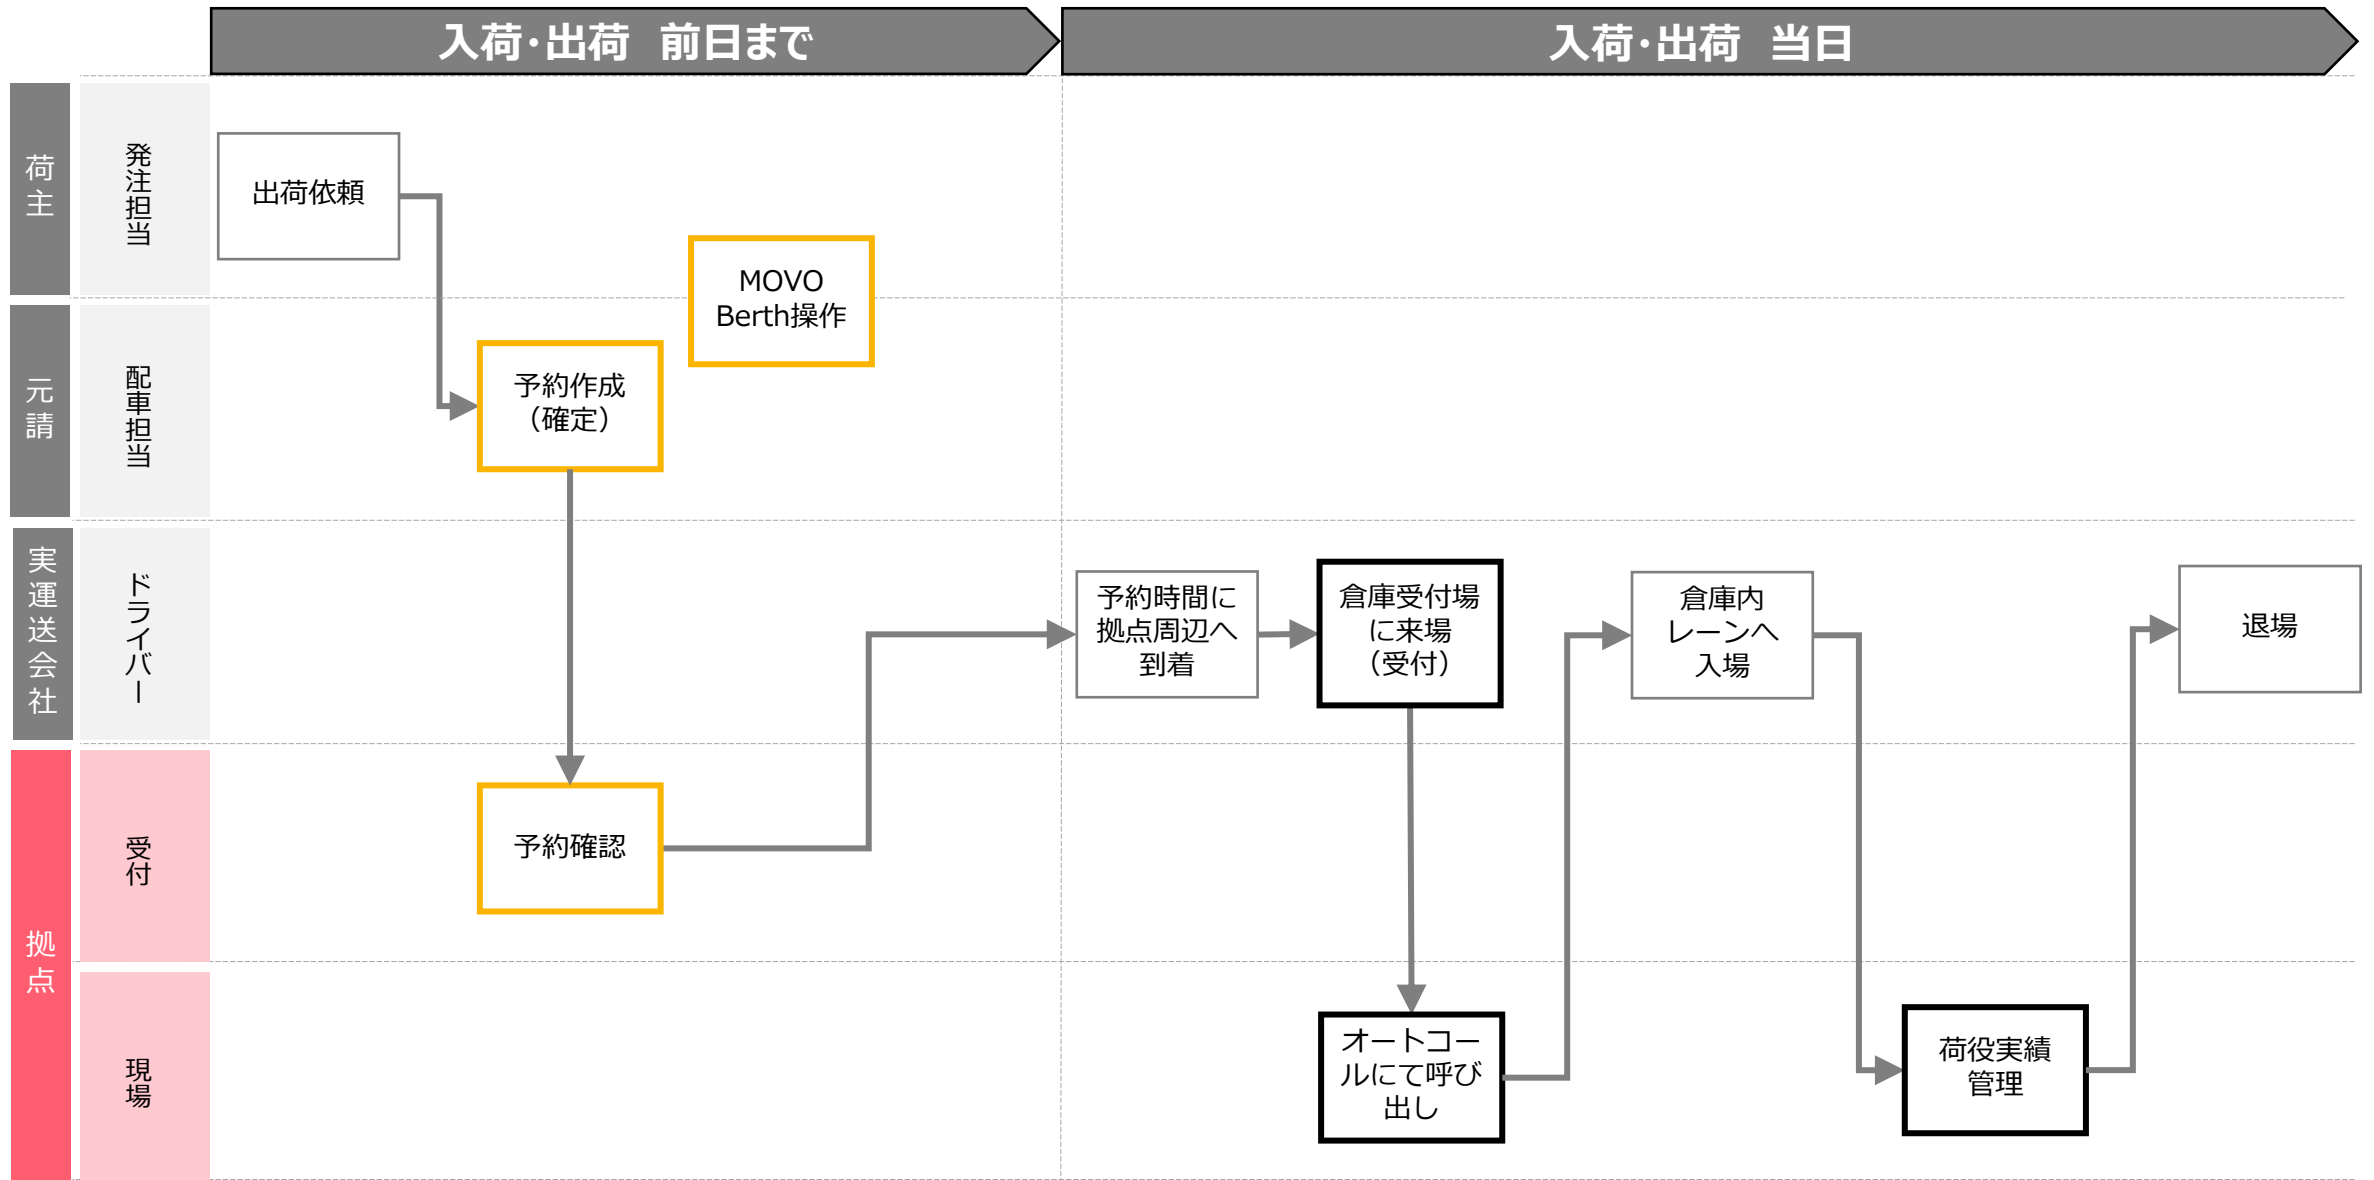 入荷・出荷　前日まで
入荷・出荷　当日
荷主
発注担当
出荷依頼
MOVO
Berth操作
元請
配車担当
予約作成
（確定）
実運送会社
ドライバー
予約時間に
拠点周辺へ
到着
倉庫受付場
に来場
（受付）
倉庫内
レーンへ
入場
退場
拠点
受付
予約確認
現場
オートコー
ルにて呼び
出し
荷役実績
管理